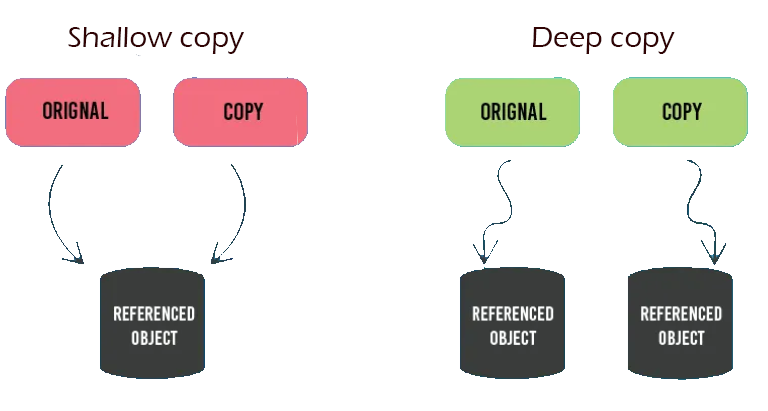 Shallow copy
Deep copy
ORIGNAL
COPY
ORIGNAL
COPY
REFERENCED
OBJECT
REFERENCED
OBJECT
REFERENCED
OBJECT